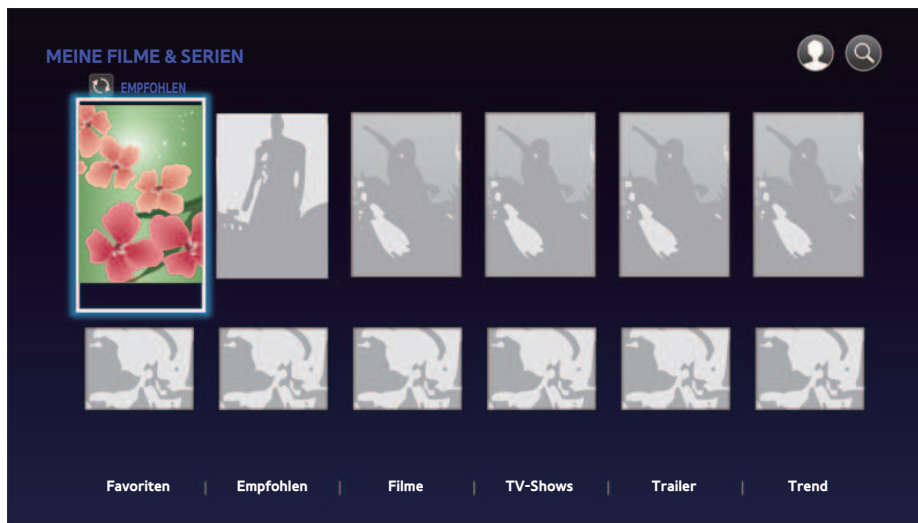 MEINE FILME & SERIEN
EMPFOHLEN
Favoriten | Empfohlen | Filme | TV-Shows | Trailer | Trend